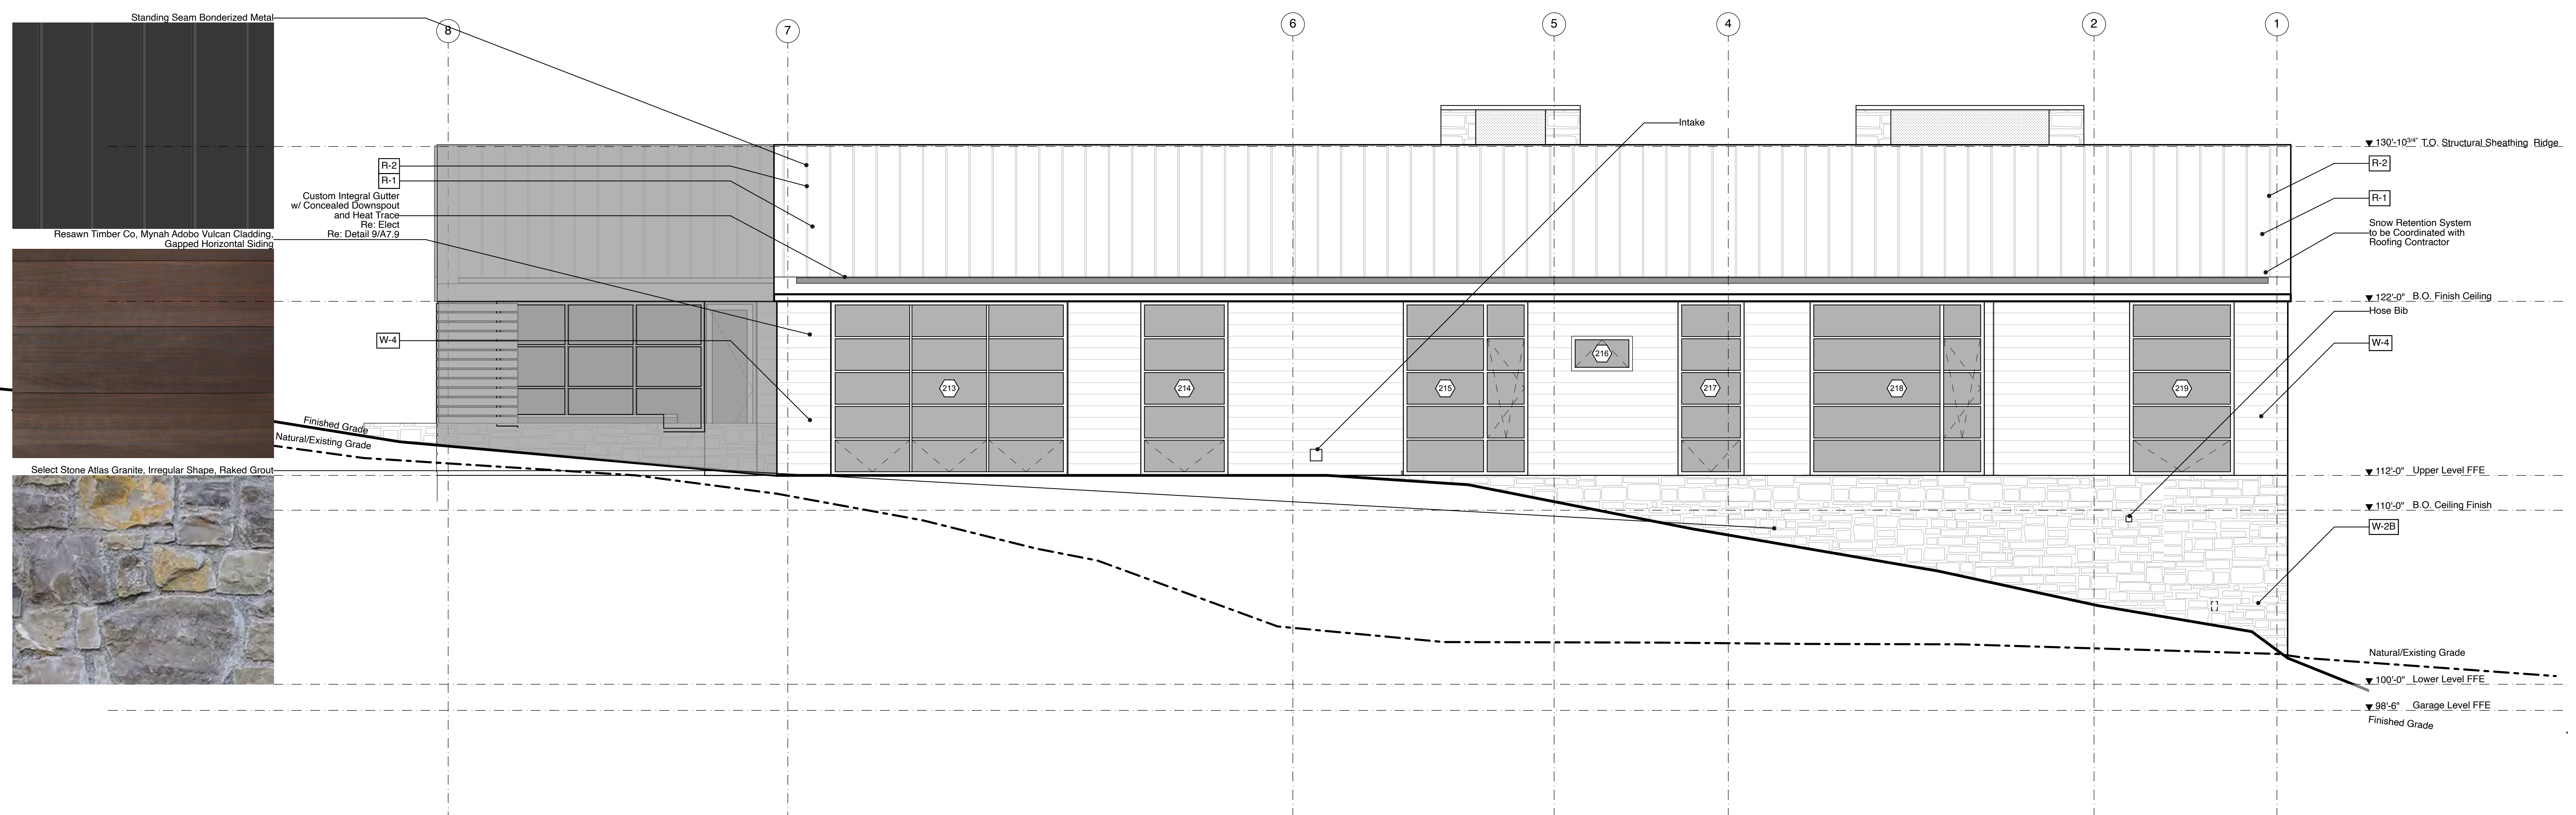 Standing Seam Bonderized Metal
8
7
6
5
4
2
1
Intake
130'-10 3/4" T.O. Structural Sheathing Ridge
R-2
R-1
Custom Integral Gutter
w/ Concealed Downspout
and Heat Trace
Re: Elect
Re: Detail 9/A7.9
R-2
R-1
Snow Retention System
to be Coordinated with
Roofing Contractor
Resawn Timber Co, Mynah Adobo Vulcan Cladding,
Gapped Horizontal Siding
122'-0" B.O. Finish Ceiling
Hose Bib
W-4
W-4
213
214
215
216
217
218
219
Finished Grade
Natural/Existing Grade
Select Stone Atlas Granite, Irregular Shape, Raked Grout
112'-0" Upper Level FFE
110'-0" B.O. Ceiling Finish
W-2B
Natural/Existing Grade
100'-0" Lower Level FFE
98'-6" Garage Level FFE
Finished Grade